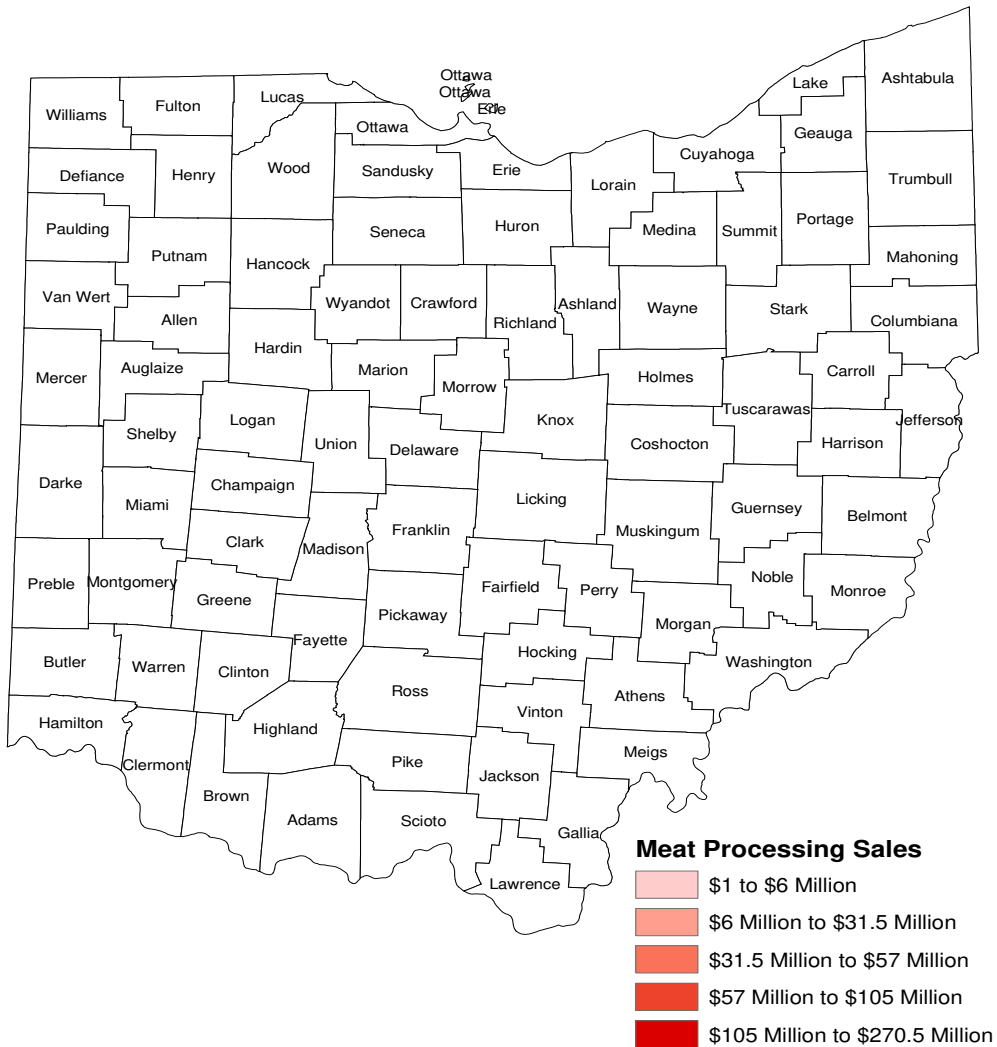 Ottawa
Ottawa
Erie
Lake
Ashtabula
Williams
Fulton
Lucas
Ottawa
Geauga
Cuyahoga
Defiance
Henry
Wood
Sandusky
Erie
Lorain
Trumbull
Paulding
Putnam
Hancock
Seneca
Huron
Medina
Summit
Portage
Mahoning
Van Wert
Allen
Wyandot
Crawford
Richland
Ashland
Wayne
Stark
Columbiana
Mercer
Auglaize
Hardin
Marion
Morrow
Holmes
Carroll
Shelby
Logan
Union
Delaware
Knox
Coshocton
Tuscarawas
Harrison
Jefferson
Darke
Miami
Champaign
Licking
Muskingum
Guernsey
Belmont
Clark
Madison
Franklin
Preble
Montgomery
Greene
Pickaway
Fairfield
Perry
Noble
Monroe
Morgan
Butler
Warren
Clinton
Fayette
Ross
Hocking
Athens
Washington
Hamilton
Highland
Vinton
Meigs
Clermont
Brown
Pike
Jackson
Adams
Scioto
Gallia
Lawrence
Meat Processing Sales
$1 to $6 Million
$6 Million to $31.5 Million
$31.5 Million to $57 Million
$57 Million to $105 Million
$105 Million to $270.5 Million